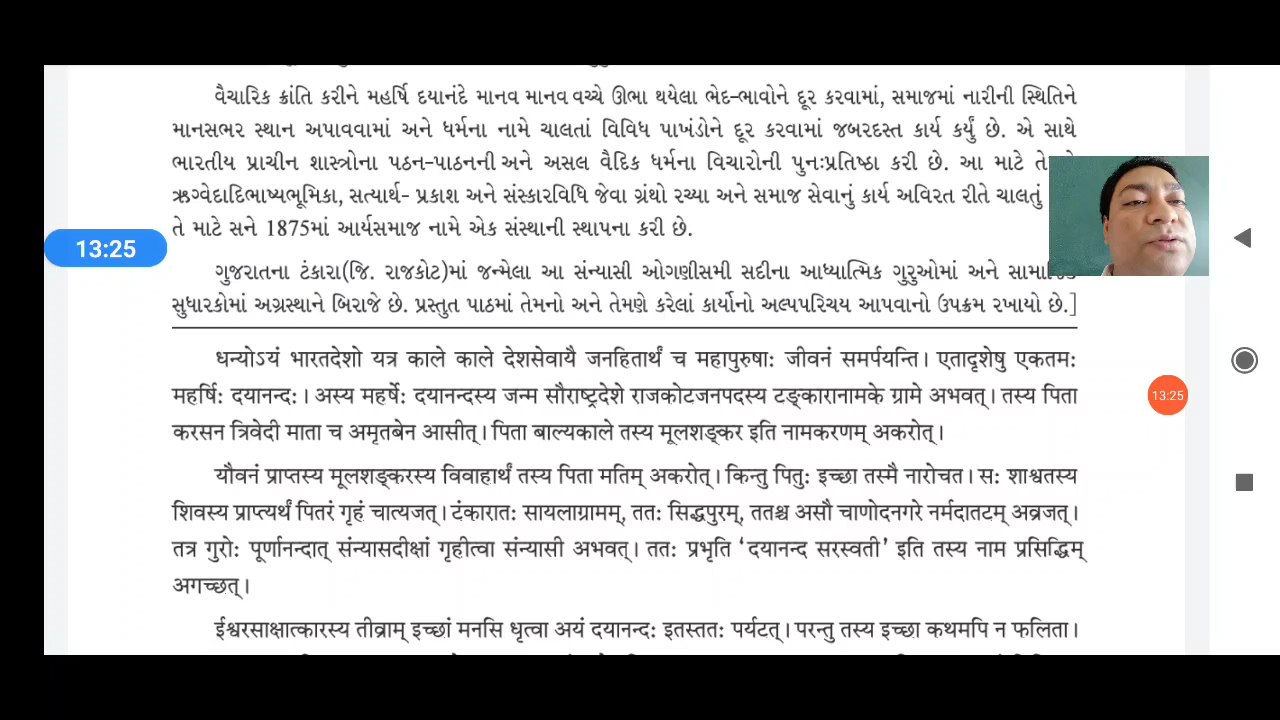 વૈચારિક ક્રાંતિ કરીને મહર્ષિ દયાનંદે માનવ માનવ વચ્ચે ઊભા થયેલા ભેદ-ભાવોને દૂર કરવામાં, સમાજમાં નારીની સ્થિતિને
માનસભર સ્થાન અપાવવામાં અને ધર્મના નામે ચાલતાં વિવિધ પાખંડોને દૂર કરવામાં જબરદસ્ત કાર્ય કર્યું છે. એ સાથે
ભારતીય પ્રાચીન શાસ્ત્રોના પઠન-પાઠનની અને અસલ વૈદિક ધર્મના વિચારોની પુનઃપ્રતિષ્ઠા કરી છે. આ માટે
ઋગ્વેદાદિભાષ્યભૂમિકા, સત્યાર્થ- પ્રકાશ અને સંસ્કારવિધિ જેવા ગ્રંથો રચ્યા અને સમાજ સેવાનું કાર્ય અવિરત રીતે ચાલતું
13:25
તે માટે સને 1875માં આર્યસમાજ નામે એક સંસ્થાની સ્થાપના કરી છે.
ગુજરાતના ટંકારા(જિ. રાજકોટ)માં જન્મેલા આ સંન્યાસી ઓગણીસમી સદીના આધ્યાત્મિક ગુરુઓમાં અને
સુધારકોમાં અગ્રસ્થાને બિરાજે છે. પ્રસ્તુત પાઠમાં તેમનો અને તેમણે કરેલાં કાર્યોનો અલ્પપરિચય આપવાનો ઉપક્રમ રખાયો છે.]
धन्योऽयं भारतदेशो यत्र काले काले देशसेवायै जनहितार्थं च महापुरुषाः जीवनं समर्पयन्ति। एतादृशेषु एकतमः
महर्षिः दयानन्दः। अस्य महर्षेः दयानन्दस्य जन्म सौराष्ट्रदेशे राजकोटजनपदस्य टङ्कारानामके ग्रामे अभवत्। तस्य पिता
13:25
करसन त्रिवेदी माता च अमृतबेन आसीत्। पिता बाल्यकाले तस्य मूलशङ्कर इति नामकरणम् अकरोत्।
यौवनं प्राप्तस्य मूलशङ्करस्य विवाहार्थं तस्य पिता मतिम् अकरोत्। किन्तु पितुः इच्छा तस्मै नारोचत। सः शाश्वतस्य
शिवस्य प्राप्त्यर्थं पितरं गृहं चात्यजत्। टंकारातः सायलाग्रामम्, ततः सिद्धपुरम्, ततश्च असौ चाणोदनगरे नर्मदातटम् अव्रजत्।
तत्र गुरोः पूर्णानन्दात् संन्यासदीक्षां गृहीत्वा संन्यासी अभवत्। ततः प्रभृति ‘दयानन्द सरस्वती’ इति तस्य नाम प्रसिद्धिम्
अगच्छत्।
ईश्वरसाक्षात्कारस्य तीव्राम् इच्छां मनसि धृत्वा अयं दयानन्दः इतस्ततः पर्यटत्। परन्तु तस्य इच्छा कथमपि न फलिता।